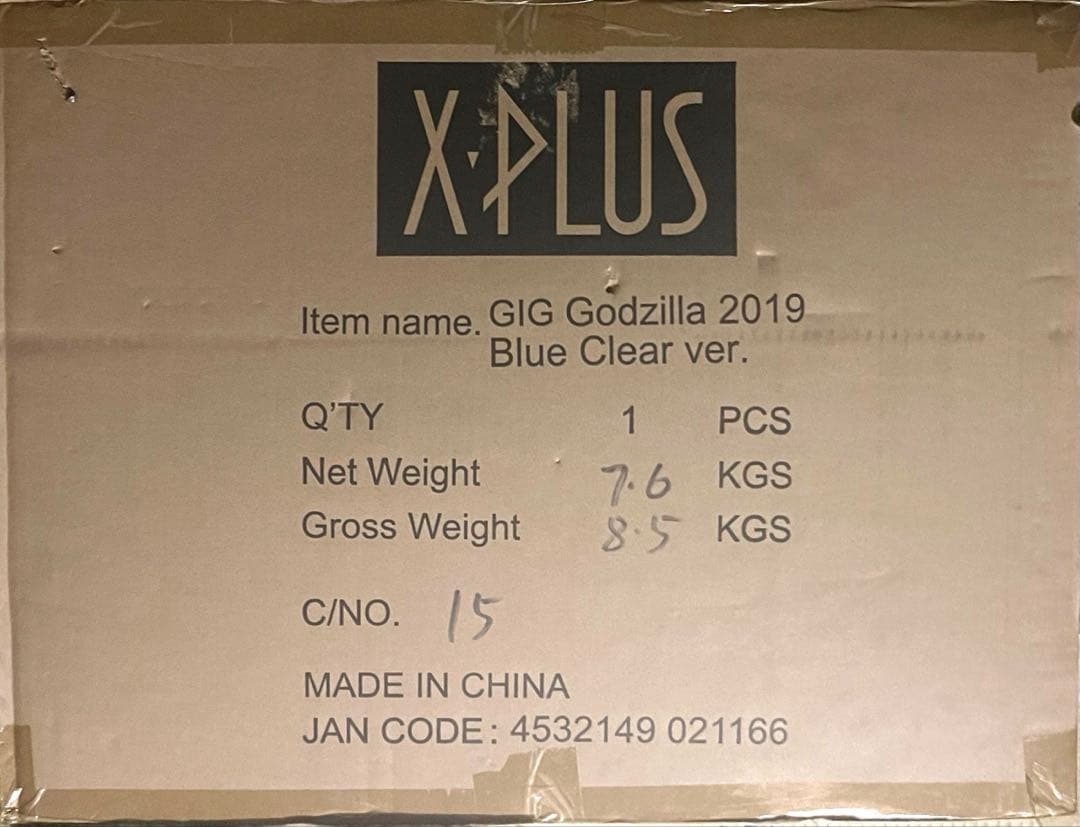 X·PLUS
Item name. GIG Godzilla 2019
Blue Clear ver.
Q'TY 1 PCS
Net Weight 7.6 KGS
Gross Weight 8.5 KGS
C/NO. 15
MADE IN CHINA
JAN CODE: 4532149 021166